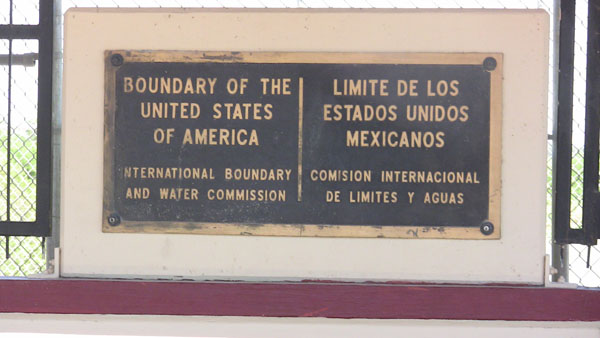 BOUNDARY OF THE
UNITED STATES
OF AMERICA
INTERNATIONAL BOUNDARY
AND WATER COMMISSION
LIMITE DE LOS
ESTADOS UNIDOS
MEXICANOS
COMISION INTERNACIONAL
DE LIMITES Y AGUAS